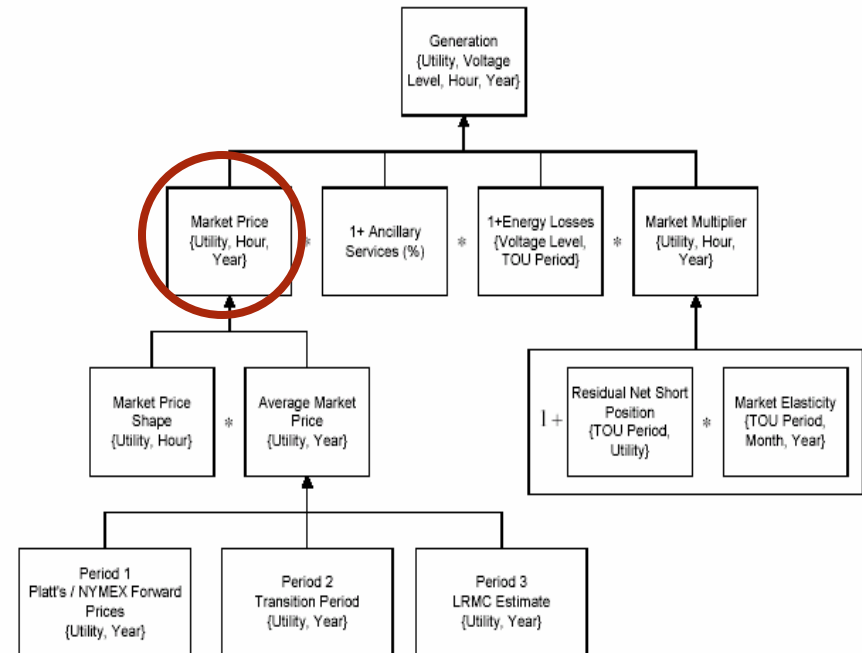 Generation
{Utility, Voltage
Level, Hour, Year}
Market Price
{Utility, Hour,
Year}
*
1+ Ancillary
Services (%)
*
1+Energy Losses
{Voltage Level,
TOU Period}
*
Market Multiplier
{Utility, Hour,
Year}
Market Price
Shape
{Utility, Hour}
*
Average Market
Price
{Utility, Year}
1 +
Residual Net Short
Position
{TOU Period,
Utility}
*
Market Elasticity
{TOU Period,
Month, Year}
Period 1
Platt's / NYMEX Forward
Prices
{Utility, Year}
Period 2
Transition Period
{Utility, Year}
Period 3
LRMC Estimate
{Utility, Year}